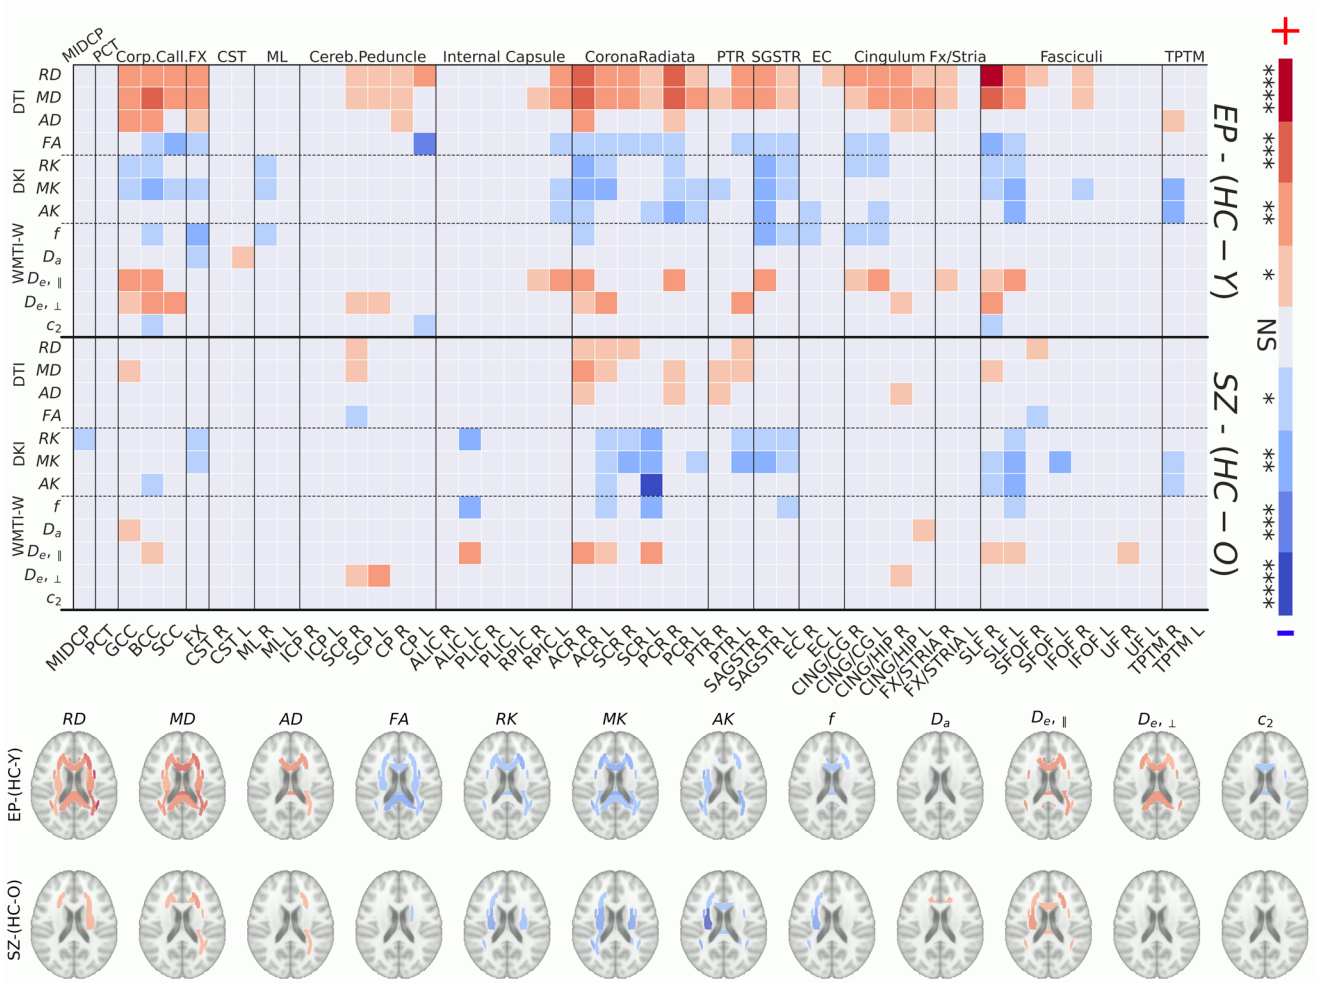 MIDCP PCT Corp.Call. FX CST ML Cereb.Peduncle Internal Capsule CoronaRadiata PTR SGSTR EC Cingulum Fx/Stria Fasciculi TPTM
+
DTI
RD
MD
AD
FA
DKI
RK
MK
AK
WMTI-W
f
Da
De, ∥
De, ⊥
c2
EP - (HC − Y)
DTI
RD
MD
AD
FA
DKI
RK
MK
AK
WMTI-W
f
Da
De, ∥
De, ⊥
c2
SZ - (HC − O)
****
***
**
*
NS
*
**
***
****
-
MIDCP PCT GCC BCC SCC FX CST R CST L ML R ML L ICP R ICP L SCP R SCP L CP R CP L ALIC R ALIC L PLIC R PLIC L RPIC R RPIC L ACR R ACR L SCR R SCR L PCR R PCR L PTR R PTR L SAGSTR R SAGSTR L EC R EC L CING/CG R CING/CG L CING/HIP R CING/HIP L FX/STRIA R FX/STRIA L SLF R SLF L SFOF R SFOF L IFOF R IFOF L UF R UF L TPTM R TPTM L
RD MD AD FA RK MK AK f Da De, ∥ De, ⊥ c2
EP-(HC-Y)
SZ-(HC-O)